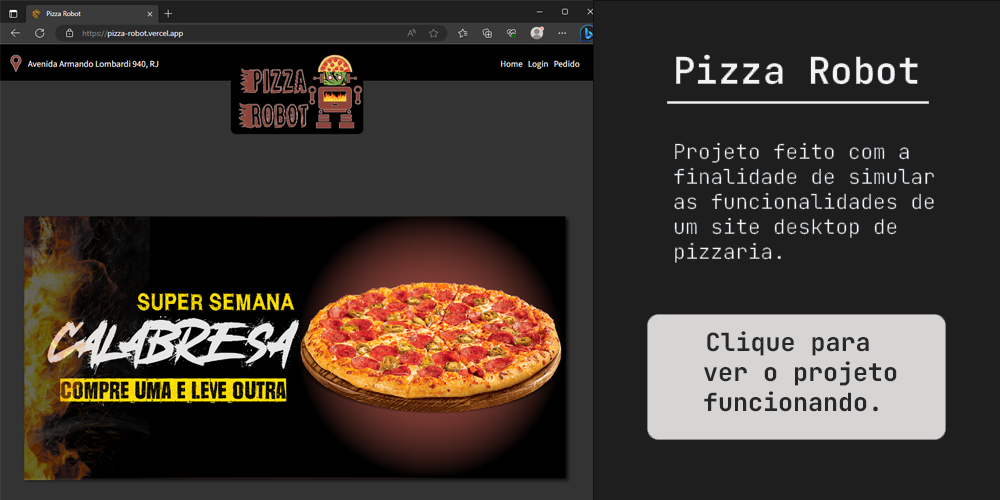 Pizza Robot
https://pizza-robot.vercel.app
Avenida Armando Lombardi 940, RJ
Home Login Pedido
PIZZA
ROBOT
SUPER SEMANA
CALABRESA
COMPRE UMA E LEVE OUTRA
Pizza Robot
Projeto feito com a
finalidade de simular
as funcionalidades de
um site desktop de
pizzaria.
Clique para
ver o projeto
funcionando.